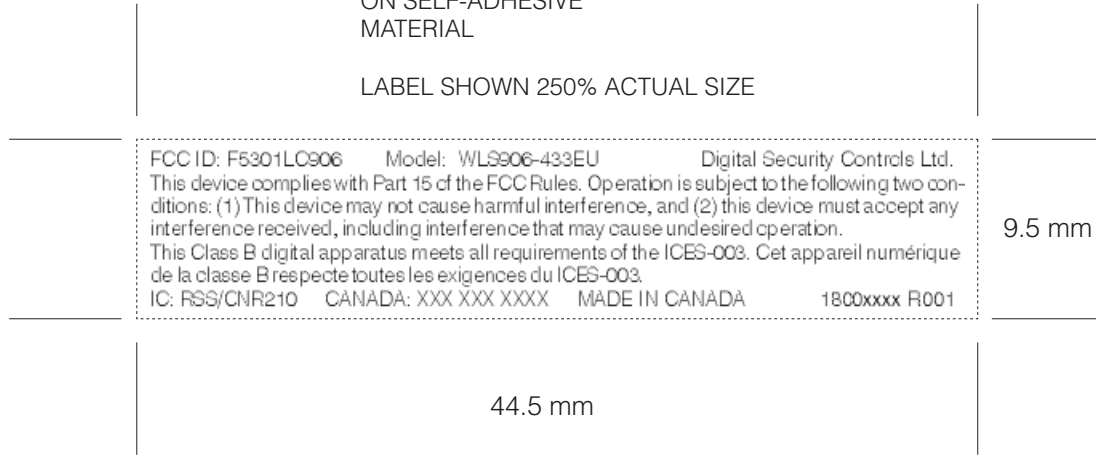 ON SELF-ADHESIVE
MATERIAL
LABEL SHOWN 250% ACTUAL SIZE
FCC ID: F5301LC906 Model: WLS906-433EU Digital Security Controls Ltd.
This device complies with Part 15 of the FCC Rules. Operation is subject to the following two con-
ditions: (1) This device may not cause harmful interference, and (2) this device must accept any
interference received, including interference that may cause undesired operation.
This Class B digital apparatus meets all requirements of the ICES-003. Cet appareil numérique
de la classe B respecte toutes les exigences du ICES-003.
IC: RSS/CNR210 CANADA: XXX XXX XXXX MADE IN CANADA 1800xxxx R001
9.5 mm
44.5 mm